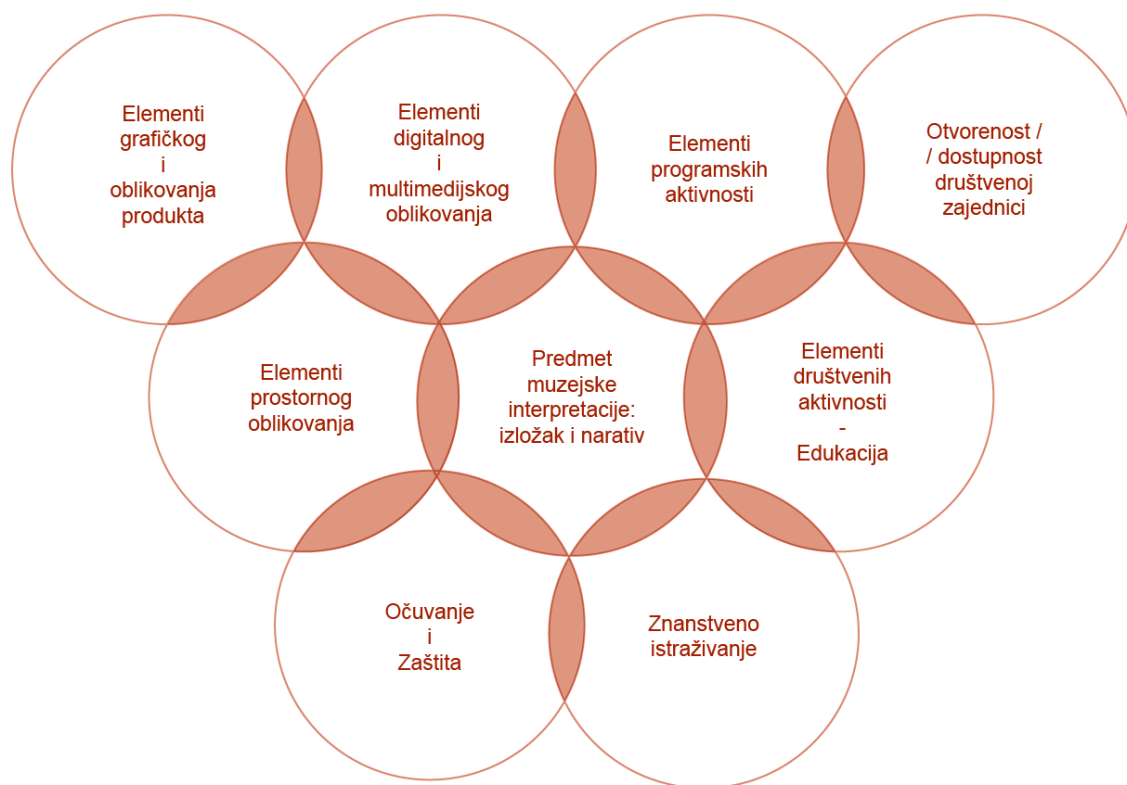 Elementi
grafičkog
i
oblikovanja
produkta
Elementi
digitalnog
i
multimedijskog
oblikovanja
Elementi
programskih
aktivnosti
Otvorenost /
/ dostupnost
društvenoj
zajednici
Elementi
prostornog
oblikovanja
Predmet
muzejske
interpretacije:
izložak i narativ
Elementi
društvenih
aktivnosti
-
Edukacija
Očuvanje
i
Zaštita
Znanstveno
istraživanje